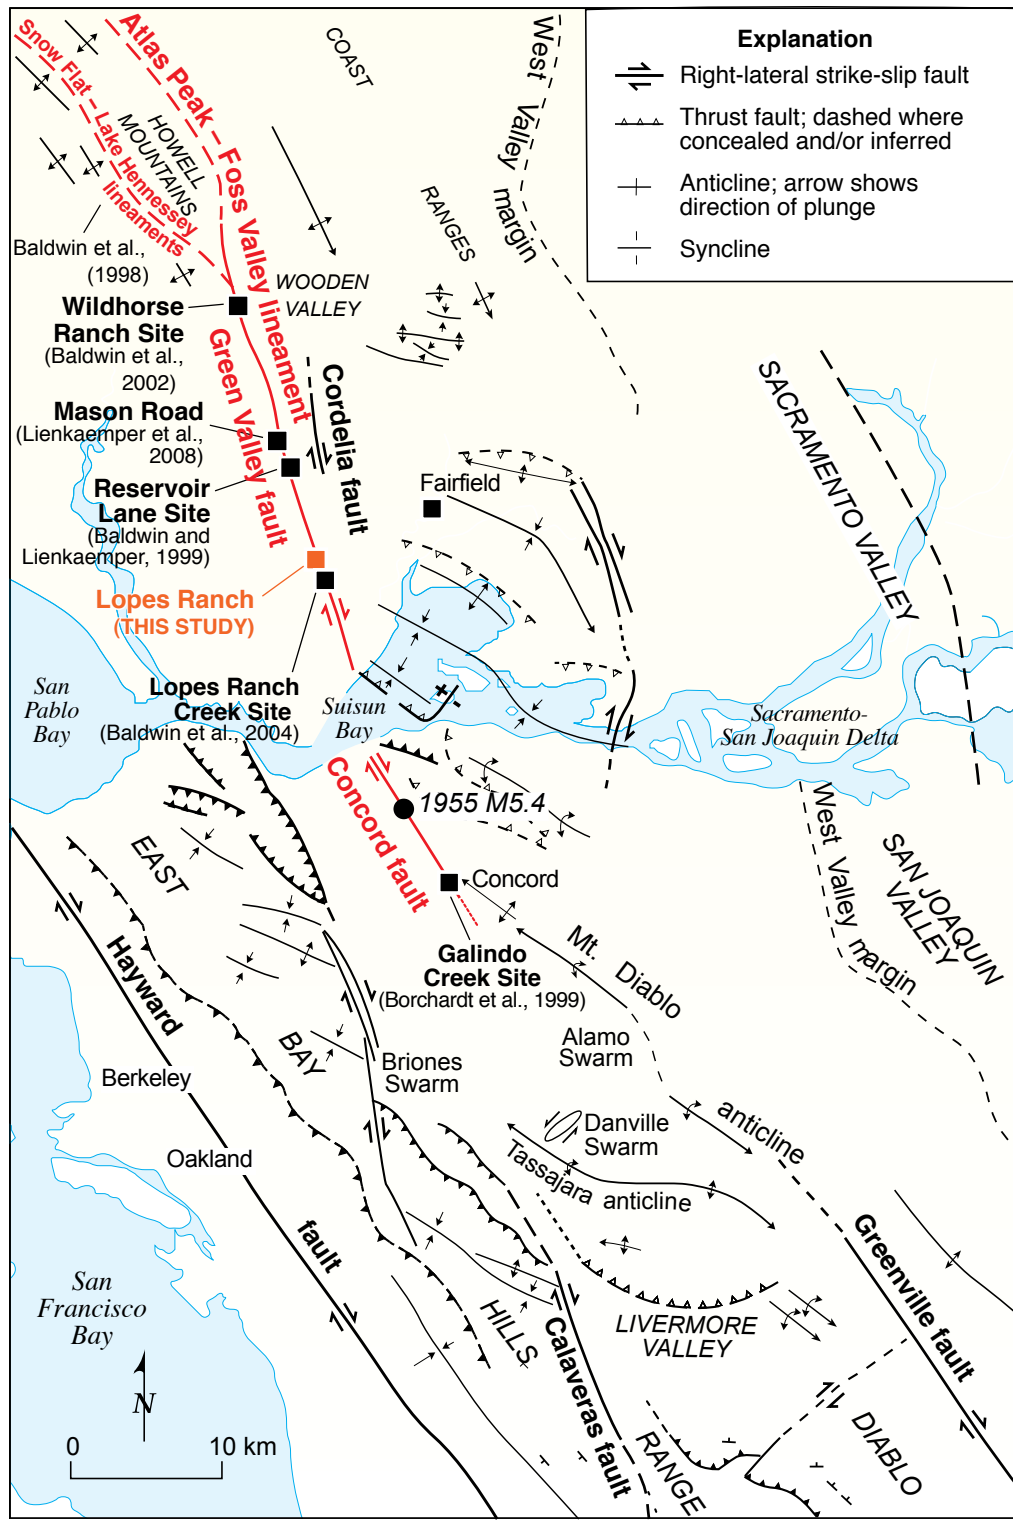 Explanation
Right-lateral strike-slip fault
Thrust fault; dashed where
concealed and/or inferred
Anticline; arrow shows
direction of plunge
Syncline
Snow Flat – Lake Hennessey
lineaments
Atlas Peak – Foss Valley lineament
HOWELL
MOUNTAINS
COAST
RANGES
West Valley margin
Baldwin et al.,
(1998)
WOODEN
VALLEY
Wildhorse
Ranch Site
(Baldwin et al.,
2002)
Green Valley fault
Cordelia fault
Mason Road
(Lienkaemper et al.,
2008)
Reservoir
Lane Site
(Baldwin and
Lienkaemper, 1999)
Fairfield
SACRAMENTO VALLEY
Lopes Ranch
(THIS STUDY)
Lopes Ranch
Creek Site
(Baldwin et al., 2004)
San
Pablo
Bay
Suisun
Bay
Sacramento-
San Joaquin Delta
Concord fault
1955 M5.4
Concord
Galindo
Creek Site
(Borchardt et al., 1999)
West Valley margin
SAN JOAQUIN
VALLEY
EAST
BAY
HILLS
Hayward
fault
Mt. Diablo
anticline
Alamo
Swarm
Briones
Swarm
Danville
Swarm
Tassajara anticline
Berkeley
Oakland
San
Francisco
Bay
N
0 10 km
LIVERMORE
VALLEY
Calaveras fault
Greenville fault
DIABLO
RANGE